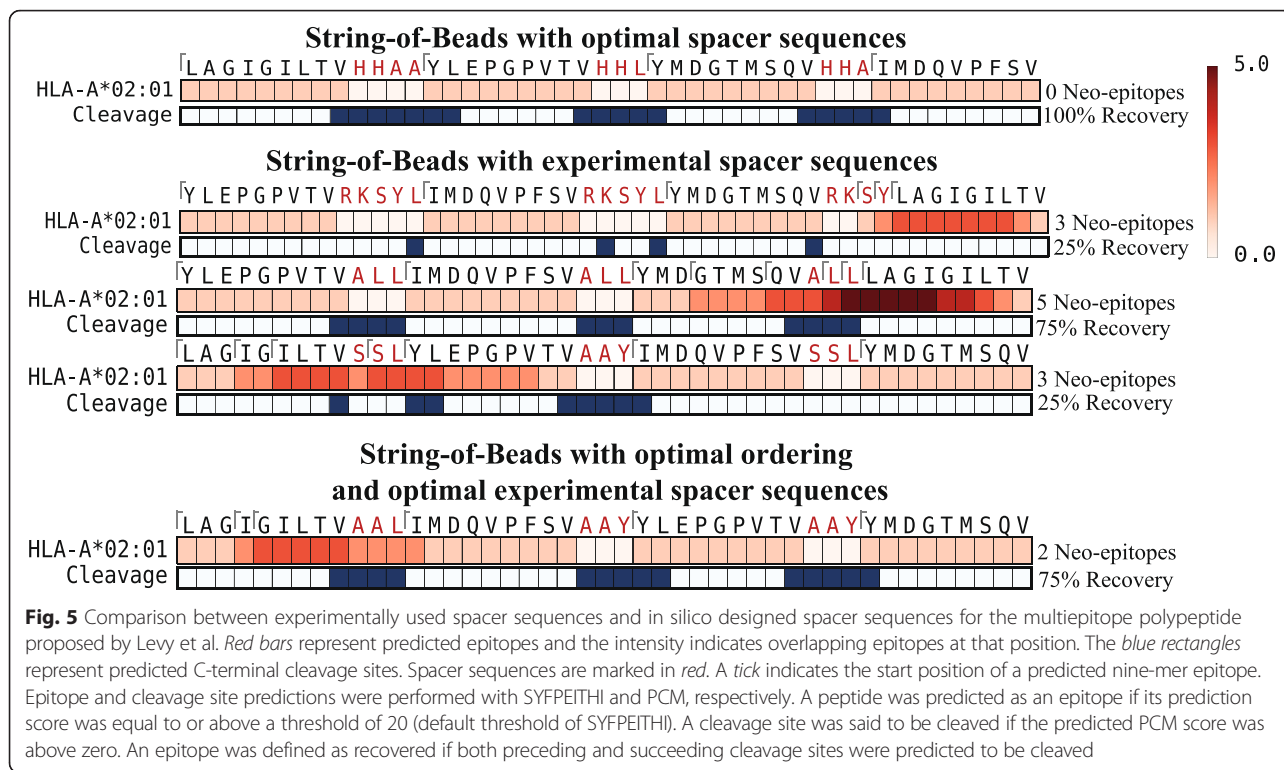 String-of-Beads with optimal spacer sequences
LAGIGILTVHHAAYLEPGPVTVHHLYMDGTMSQVHHAIMDQVPFSV
5.0
HLA-A*02:01
0 Neo-epitopes
Cleavage
100% Recovery
String-of-Beads with experimental spacer sequences
YLEPGPVTVRKSYLIMDQVPFSVRKSYLYMDGTMSQVRKSYLAGIGILTV
HLA-A*02:01
3 Neo-epitopes
0.0
Cleavage
25% Recovery
YLEPGPVTVALLIMDQVPFSVALLYMDGTMSQVALLLAGIGILTV
HLA-A*02:01
5 Neo-epitopes
Cleavage
75% Recovery
LAGIGILTVSSLYLEPGPVTVAAYIMDQVPFSVSSLYMDGTMSQV
HLA-A*02:01
3 Neo-epitopes
Cleavage
25% Recovery
String-of-Beads with optimal ordering
and optimal experimental spacer sequences
LAGIGILTVAALIMDQVPFSVAAYYLEPGPVTVAAYYMDGTMSQV
HLA-A*02:01
2 Neo-epitopes
Cleavage
75% Recovery
Fig. 5 Comparison between experimentally used spacer sequences and in silico designed spacer sequences for the multiepitope polypeptide
proposed by Levy et al. Red bars represent predicted epitopes and the intensity indicates overlapping epitopes at that position. The blue rectangles
represent predicted C-terminal cleavage sites. Spacer sequences are marked in red. A tick indicates the start position of a predicted nine-mer epitope.
Epitope and cleavage site predictions were performed with SYFPEITHI and PCM, respectively. A peptide was predicted as an epitope if its prediction
score was equal to or above a threshold of 20 (default threshold of SYFPEITHI). A cleavage site was said to be cleaved if the predicted PCM score was
above zero. An epitope was defined as recovered if both preceding and succeeding cleavage sites were predicted to be cleaved